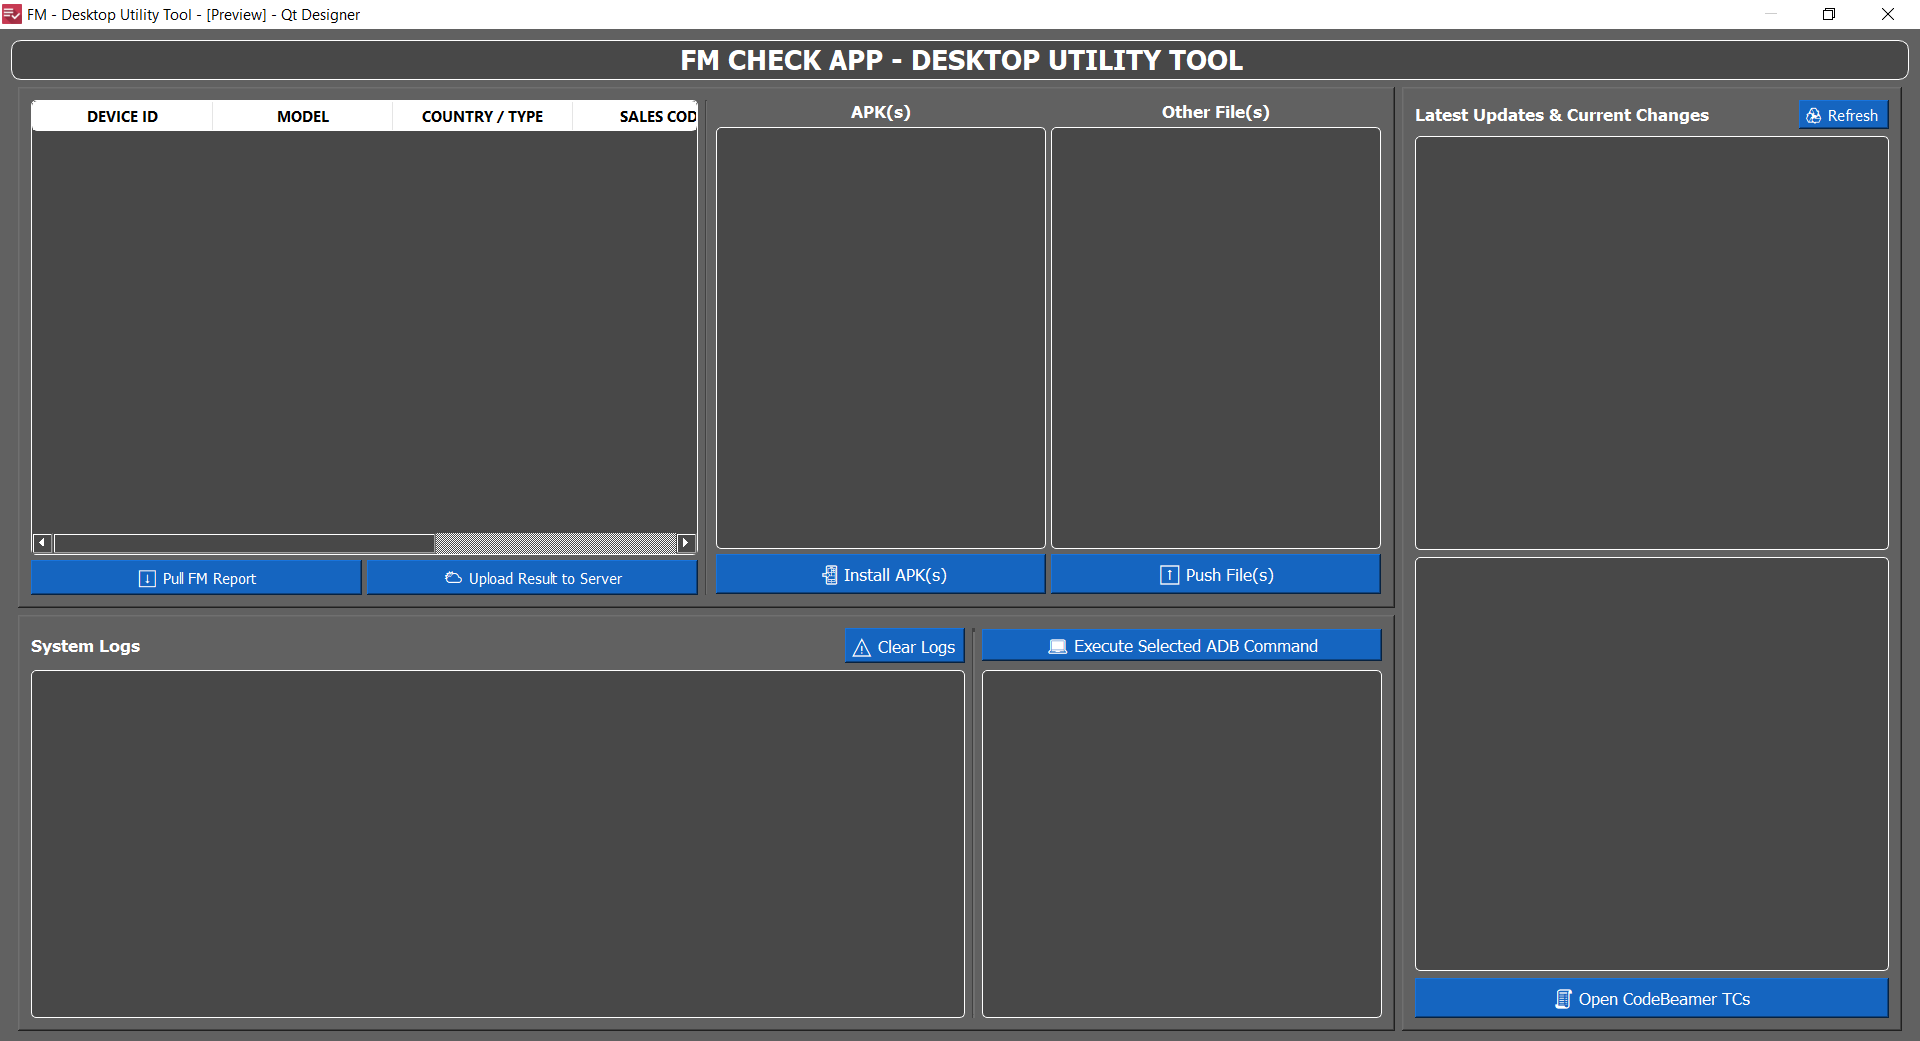 FM - Desktop Utility Tool - [Preview] - Qt Designer
FM CHECK APP - DESKTOP UTILITY TOOL
DEVICE ID
MODEL
COUNTRY / TYPE
SALES COD
Pull FM Report
Upload Result to Server
APK(s)
Other File(s)
Install APK(s)
Push File(s)
Latest Updates & Current Changes
Refresh
System Logs
Clear Logs
Execute Selected ADB Command
Open CodeBeamer TCs